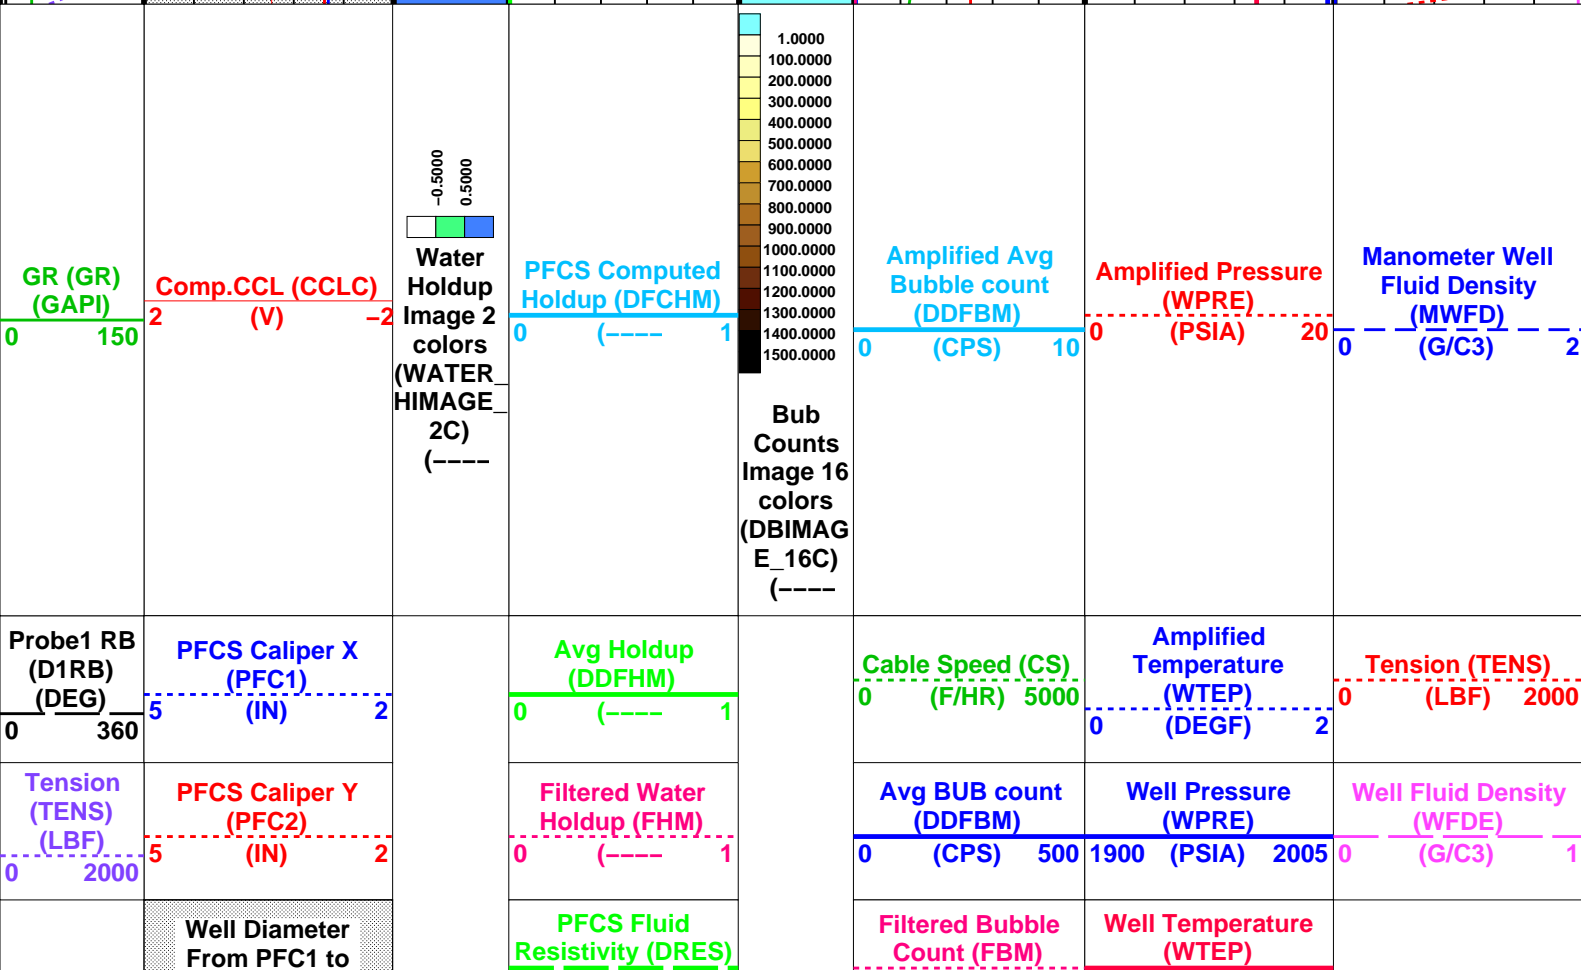 GR (GR)
(GAPI)
0 150
Comp.CCL (CCLC)
2 (V) −2
−0.5000
0.5000
Water
Holdup
Image 2
colors
(WATER_
HIMAGE_
2C)
(−−−−
PFCS Computed
Holdup (DFCHM)
0 (−−−− 1
1.0000
100.0000
200.0000
300.0000
400.0000
500.0000
600.0000
700.0000
800.0000
900.0000
1000.0000
1100.0000
1200.0000
1300.0000
1400.0000
1500.0000
Bub
Counts
Image 16
colors
(DBIMAG
E_16C)
(−−−−
Amplified Avg
Bubble count
(DDFBM)
0 (CPS) 10
Amplified Pressure
(WPRE)
0 (PSIA) 20
Manometer Well
Fluid Density
(MWFD)
0 (G/C3) 2
Probe1 RB
(D1RB)
(DEG)
0 360
PFCS Caliper X
(PFC1)
5 (IN) 2
Avg Holdup
(DDFHM)
0 (−−−− 1
Cable Speed (CS)
0 (F/HR) 5000
Amplified
Temperature
(WTEP)
0 (DEGF) 2
Tension (TENS)
0 (LBF) 2000
Tension
(TENS)
(LBF)
0 2000
PFCS Caliper Y
(PFC2)
5 (IN) 2
Filtered Water
Holdup (FHM)
0 (−−−− 1
Avg BUB count
(DDFBM)
0 (CPS) 500
Well Pressure
(WPRE)
1900 (PSIA) 2005
Well Fluid Density
(WFDE)
0 (G/C3) 1
Well Diameter
From PFC1 to
PFCS Fluid
Resistivity (DRES)
Filtered Bubble
Count (FBM)
Well Temperature
(WTEP)